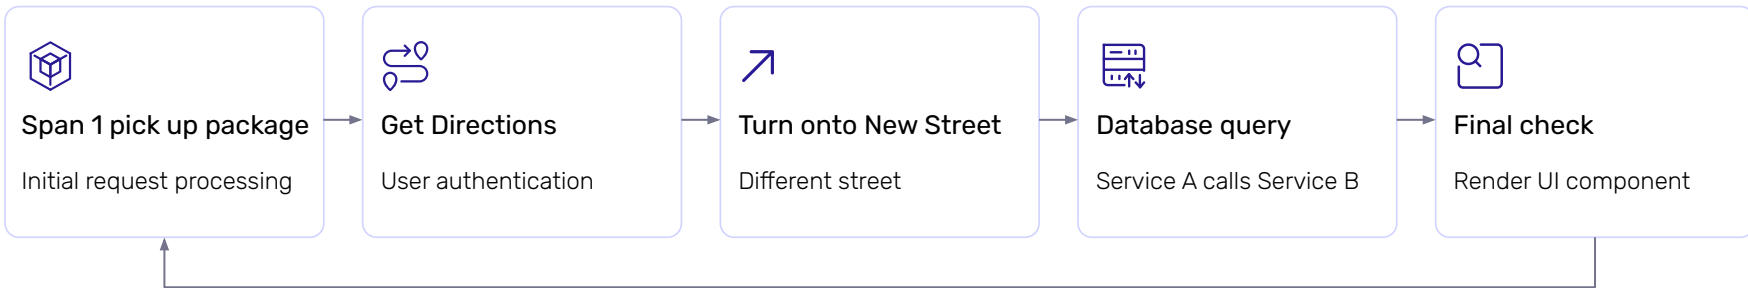 Span 1 pick up package
Initial request processing
Get Directions
User authentication
Turn onto New Street
Different street
Database query
Service A calls Service B
Final check
Render UI component